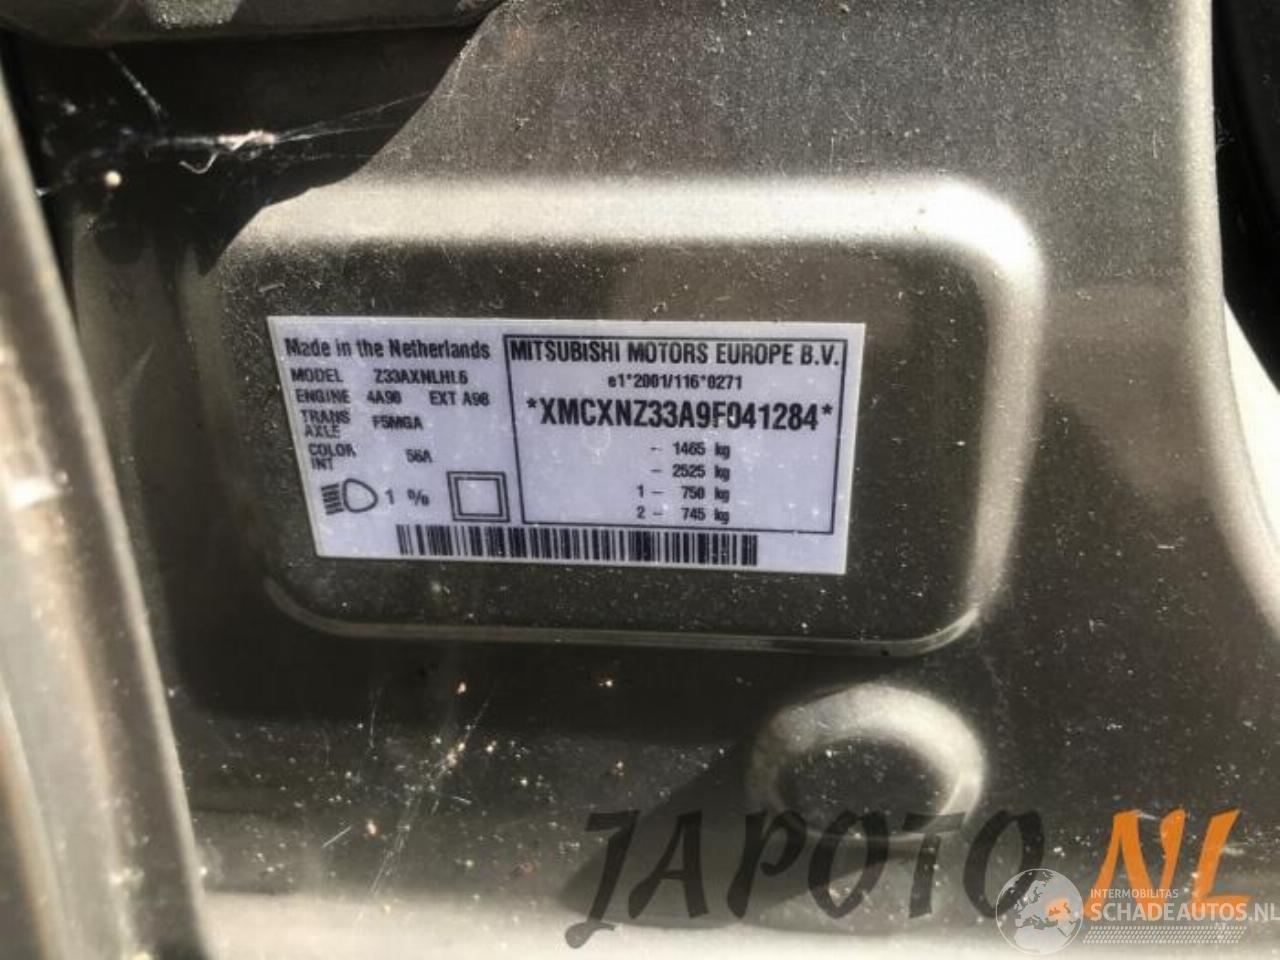 Made in the Netherlands
MODEL Z33AXNLHL6
ENGINE 4A90 EXT A98
TRANS AXLE F5MGA
COLOR INT 56A
1 %
MITSUBISHI MOTORS EUROPE B.V.
e1*2001/116*0271
*XMCXNZ33A9F041284*
- 1465 kg
- 2525 kg
1 - 750 kg
2 - 745 kg
JAPOTO.NL
INTERMOBILITAS
SCHADEAUTOS.NL